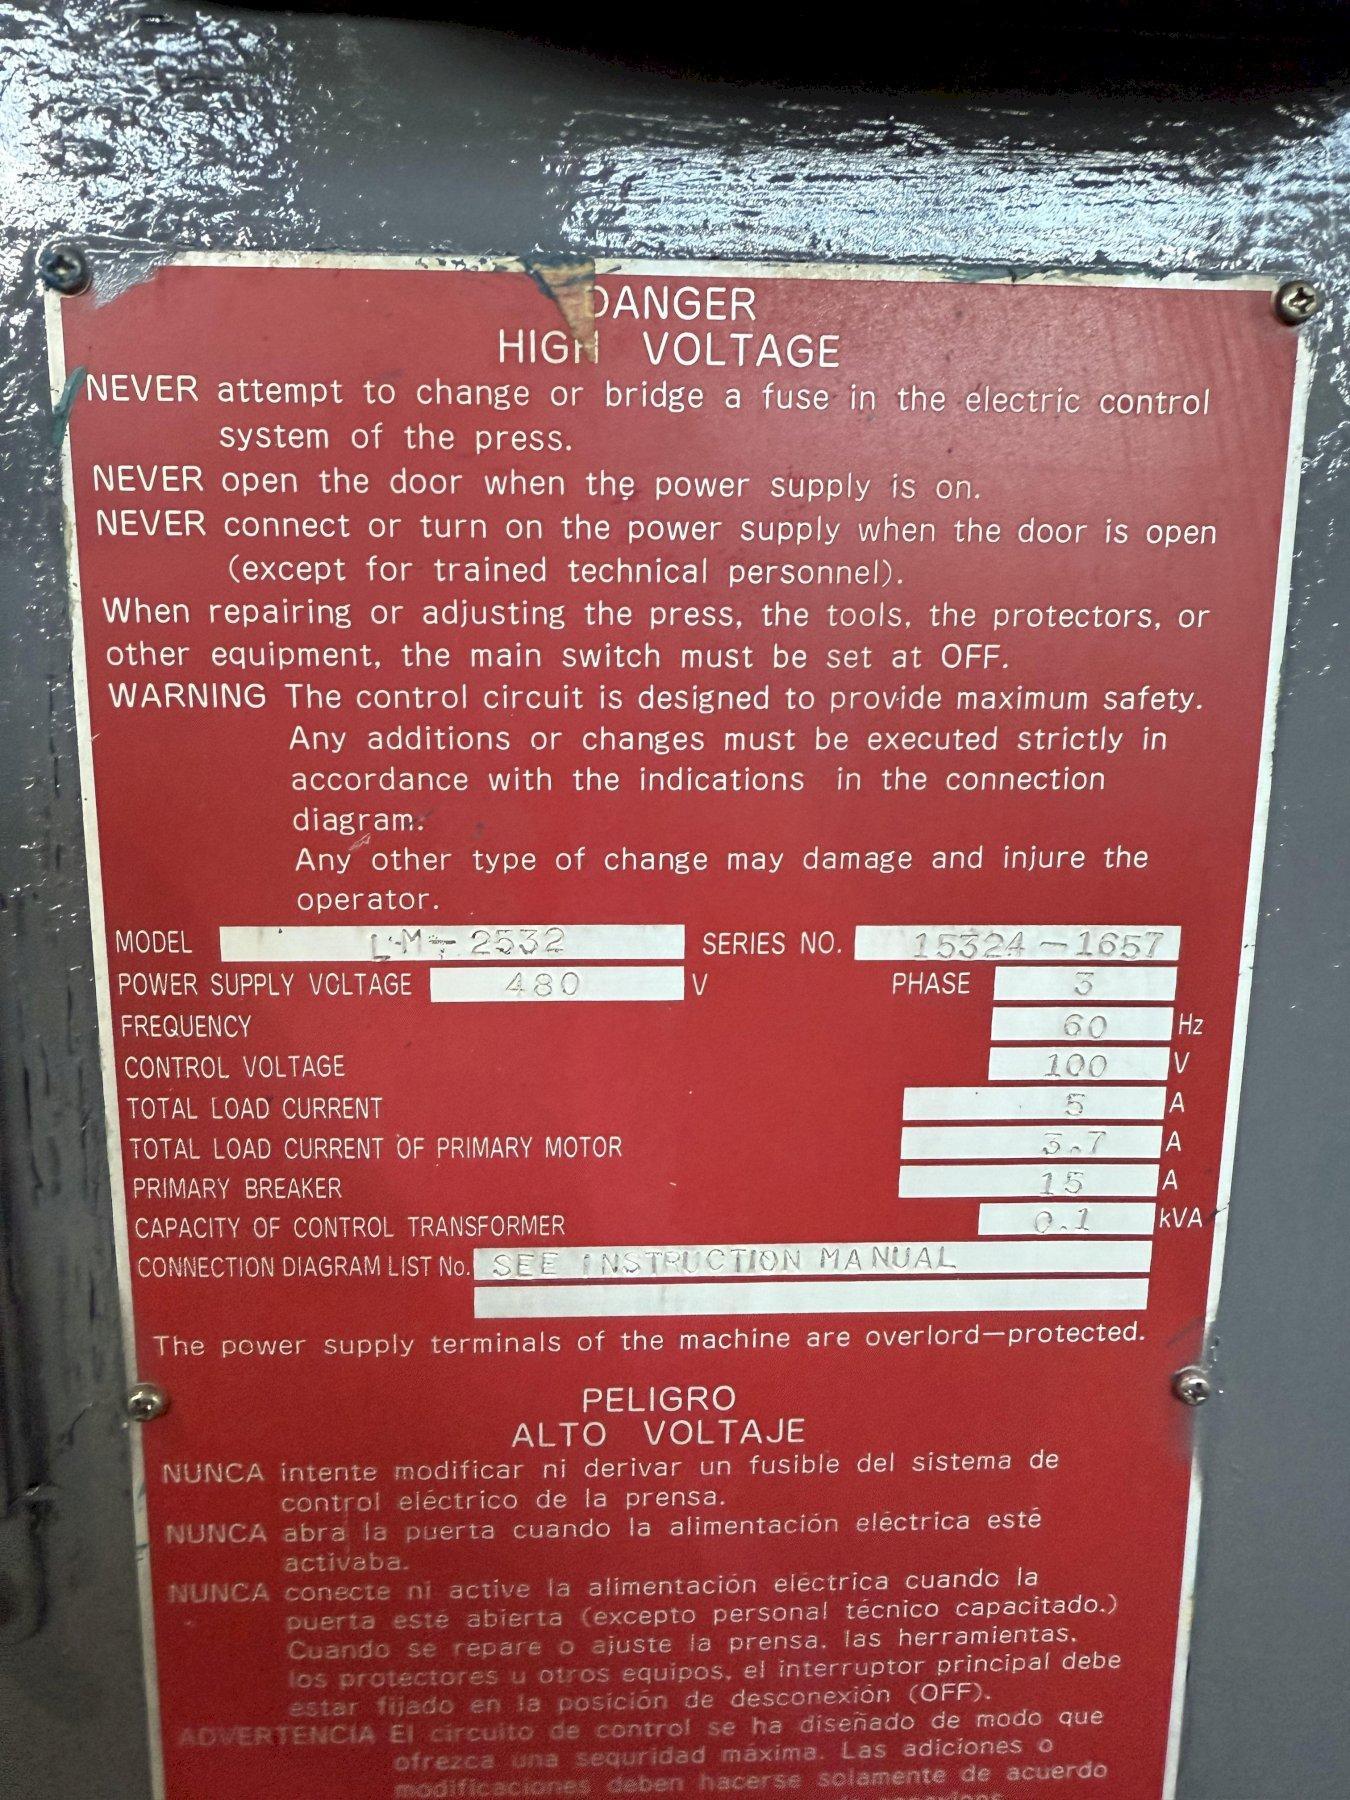 DANGER
HIGH VOLTAGE
NEVER attempt to change or bridge a fuse in the electric control
system of the press.
NEVER open the door when the power supply is on.
NEVER connect or turn on the power supply when the door is open
(except for trained technical personnel).
When repairing or adjusting the press, the tools, the protectors, or
other equipment, the main switch must be set at OFF.
WARNING The control circuit is designed to provide maximum safety.
Any additions or changes must be executed strictly in
accordance with the indications in the connection
diagram.
Any other type of change may damage and injure the
operator.
MODEL LM-2532 SERIES NO. 15324-1657
POWER SUPPLY VOLTAGE 480 V PHASE 3
FREQUENCY 60 Hz
CONTROL VOLTAGE 100 V
TOTAL LOAD CURRENT 5 A
TOTAL LOAD CURRENT OF PRIMARY MOTOR 3.7 A
PRIMARY BREAKER 15 A
CAPACITY OF CONTROL TRANSFORMER 0.1 kVA
CONNECTION DIAGRAM LIST No. SEE INSTRUCTION MANUAL
The power supply terminals of the machine are overlord-protected.
PELIGRO
ALTO VOLTAJE
NUNCA intente modificar ni derivar un fusible del sistema de
control eléctrico de la prensa.
NUNCA abra la puerta cuando la alimentación eléctrica esté
activaba.
NUNCA conecte ni active la alimentación eléctrica cuando la
puerta esté abierta (excepto personal técnico capacitado.)
Cuando se repare o ajuste la prensa, las herramientas,
los protectores u otros equipos, el interruptor principal debe
estar fijado en la posición de desconexión (OFF).
ADVERTENCIA El circuito de control se ha diseñado de modo que
ofrezca una seguridad máxima. Las adiciones o
modificaciones deben hacerse solamente de acuerdo